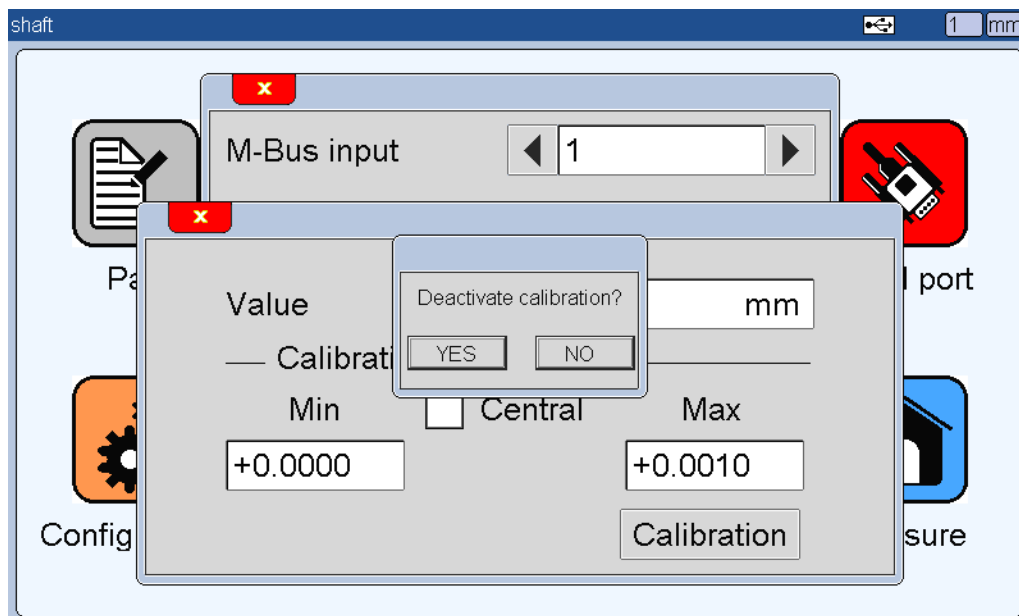 shaft
1 mm
x
M-Bus input
1
x
Pa
l port
Value
mm
Deactivate calibration?
YES NO
Calibrati
Min Central Max
+0.0000 +0.0010
Calibration
Config
sure